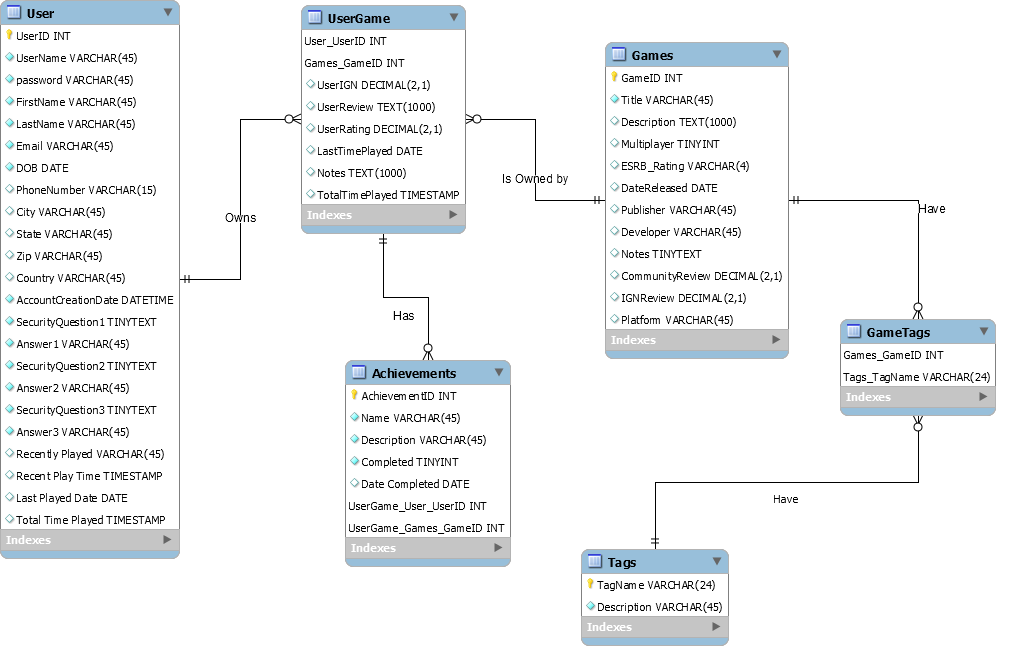 User
UserID INT
UserName VARCHAR(45)
password VARCHAR(45)
FirstName VARCHAR(45)
LastName VARCHAR(45)
Email VARCHAR(45)
DOB DATE
PhoneNumber VARCHAR(15)
City VARCHAR(45)
State VARCHAR(45)
Zip VARCHAR(45)
Country VARCHAR(45)
AccountCreationDate DATETIME
SecurityQuestion1 TINYTEXT
Answer1 VARCHAR(45)
SecurityQuestion2 TINYTEXT
Answer2 VARCHAR(45)
SecurityQuestion3 TINYTEXT
Answer3 VARCHAR(45)
Recently Played VARCHAR(45)
Recent Play Time TIMESTAMP
Last Played Date DATE
Total Time Played TIMESTAMP
Indexes
Owns
UserGame
User_UserID INT
Games_GameID INT
UserIGN DECIMAL(2,1)
UserReview TEXT(1000)
UserRating DECIMAL(2,1)
LastTimePlayed DATE
Notes TEXT(1000)
TotalTimePlayed TIMESTAMP
Indexes
Has
Achievements
AchievementID INT
Name VARCHAR(45)
Description VARCHAR(45)
Completed TINYINT
Date Completed DATE
UserGame_User_UserID INT
UserGame_Games_GameID INT
Indexes
Is Owned by
Games
GameID INT
Title VARCHAR(45)
Description TEXT(1000)
Multiplayer TINYINT
ESRB_Rating VARCHAR(4)
DateReleased DATE
Publisher VARCHAR(45)
Developer VARCHAR(45)
Notes TINYTEXT
CommunityReview DECIMAL(2,1)
IGNReview DECIMAL(2,1)
Platform VARCHAR(45)
Indexes
Have
GameTags
Games_GameID INT
Tags_TagName VARCHAR(24)
Indexes
Have
Tags
TagName VARCHAR(24)
Description VARCHAR(45)
Indexes